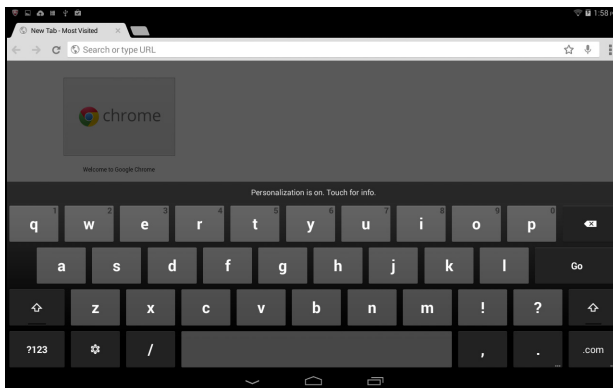 1:58
New Tab - Most Visited
Search or type URL
chrome
Welcome to Google Chrome
Personalization is on. Touch for info.
1 2 3 4 5 6 7 8 9 0
q w e r t y u i o p
a s d f g h j k l Go
z x c v b n m ! ?
?123 / , . ... .com